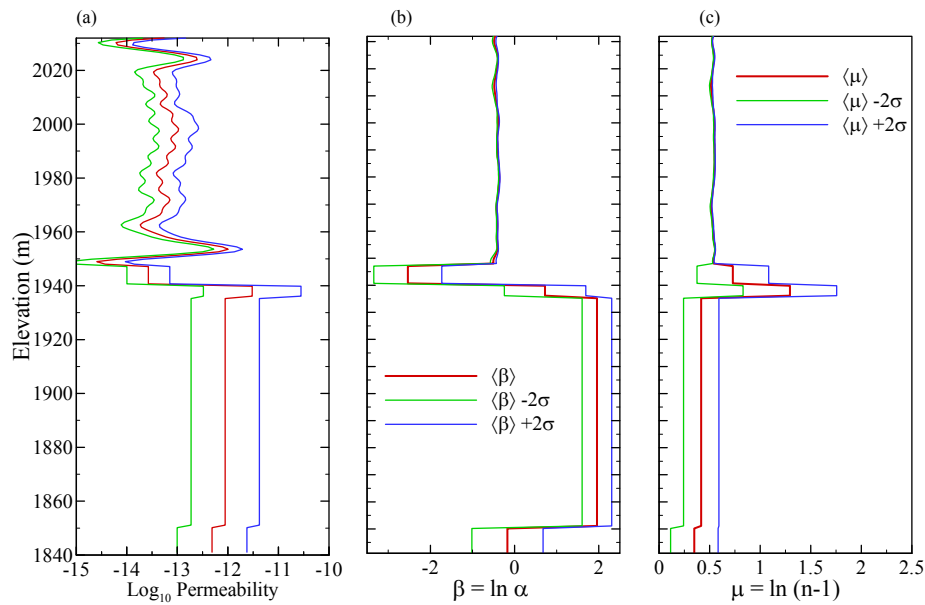 (a)
(b)
(c)
Elevation (m)
2020
2000
1980
1960
1940
1920
1900
1880
1860
1840
-15
-14
-13
-12
-11
-10
Log₁₀ Permeability
⟨β⟩
⟨β⟩ -2σ
⟨β⟩ +2σ
-2
0
2
β = ln α
⟨μ⟩
⟨μ⟩ -2σ
⟨μ⟩ +2σ
0
0.5
1
1.5
2
2.5
μ = ln (n-1)